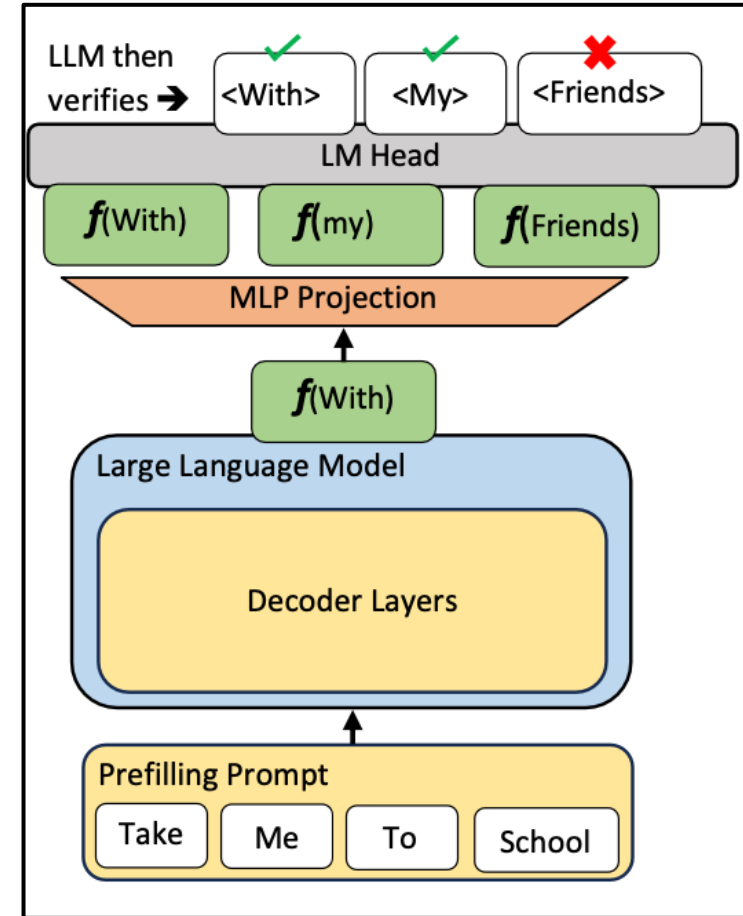 LLM then
verifies ➔
<With>
<My>
<Friends>
LM Head
f(With)
f(my)
f(Friends)
MLP Projection
f(With)
Large Language Model
Decoder Layers
Prefilling Prompt
Take
Me
To
School